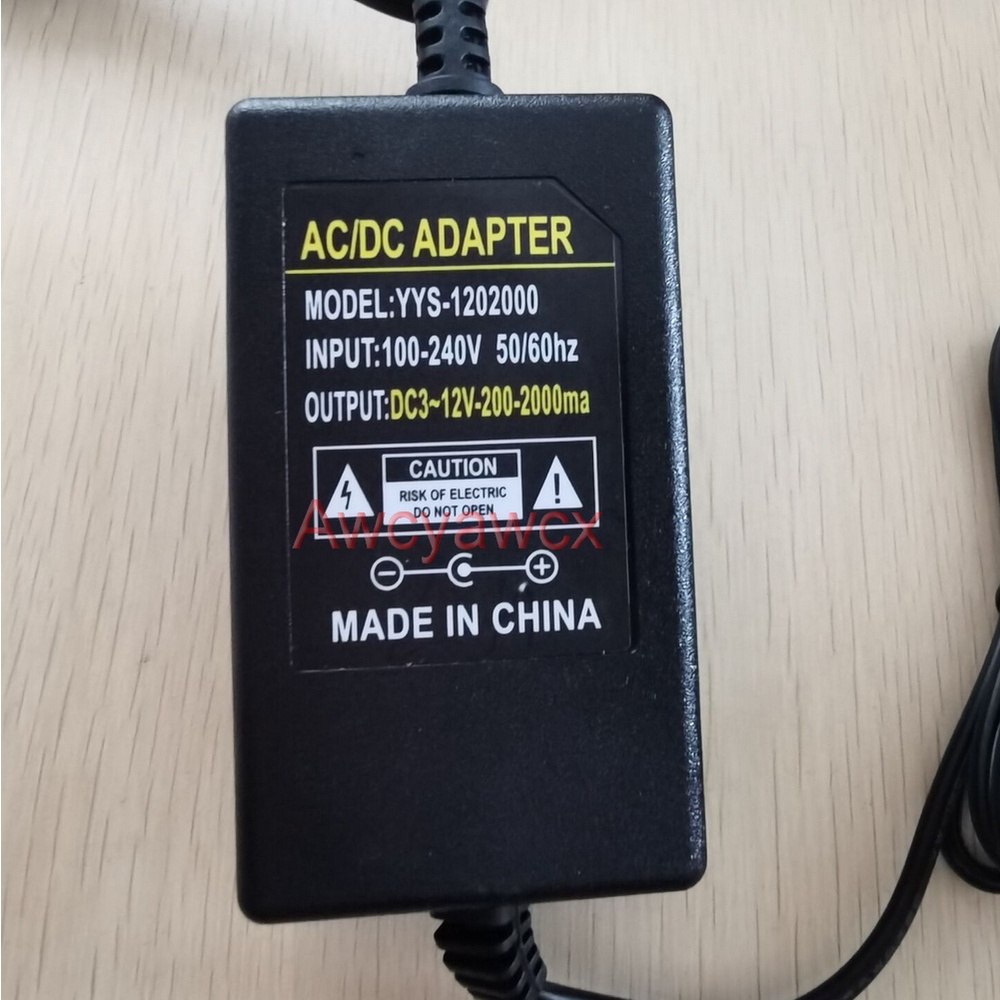 AC/DC ADAPTER
MODEL:YYS-1202000
INPUT:100-240V 50/60hz
OUTPUT:DC3~12V-200-2000ma
CAUTION
RISK OF ELECTRIC
DO NOT OPEN
Awcyawcx
MADE IN CHINA